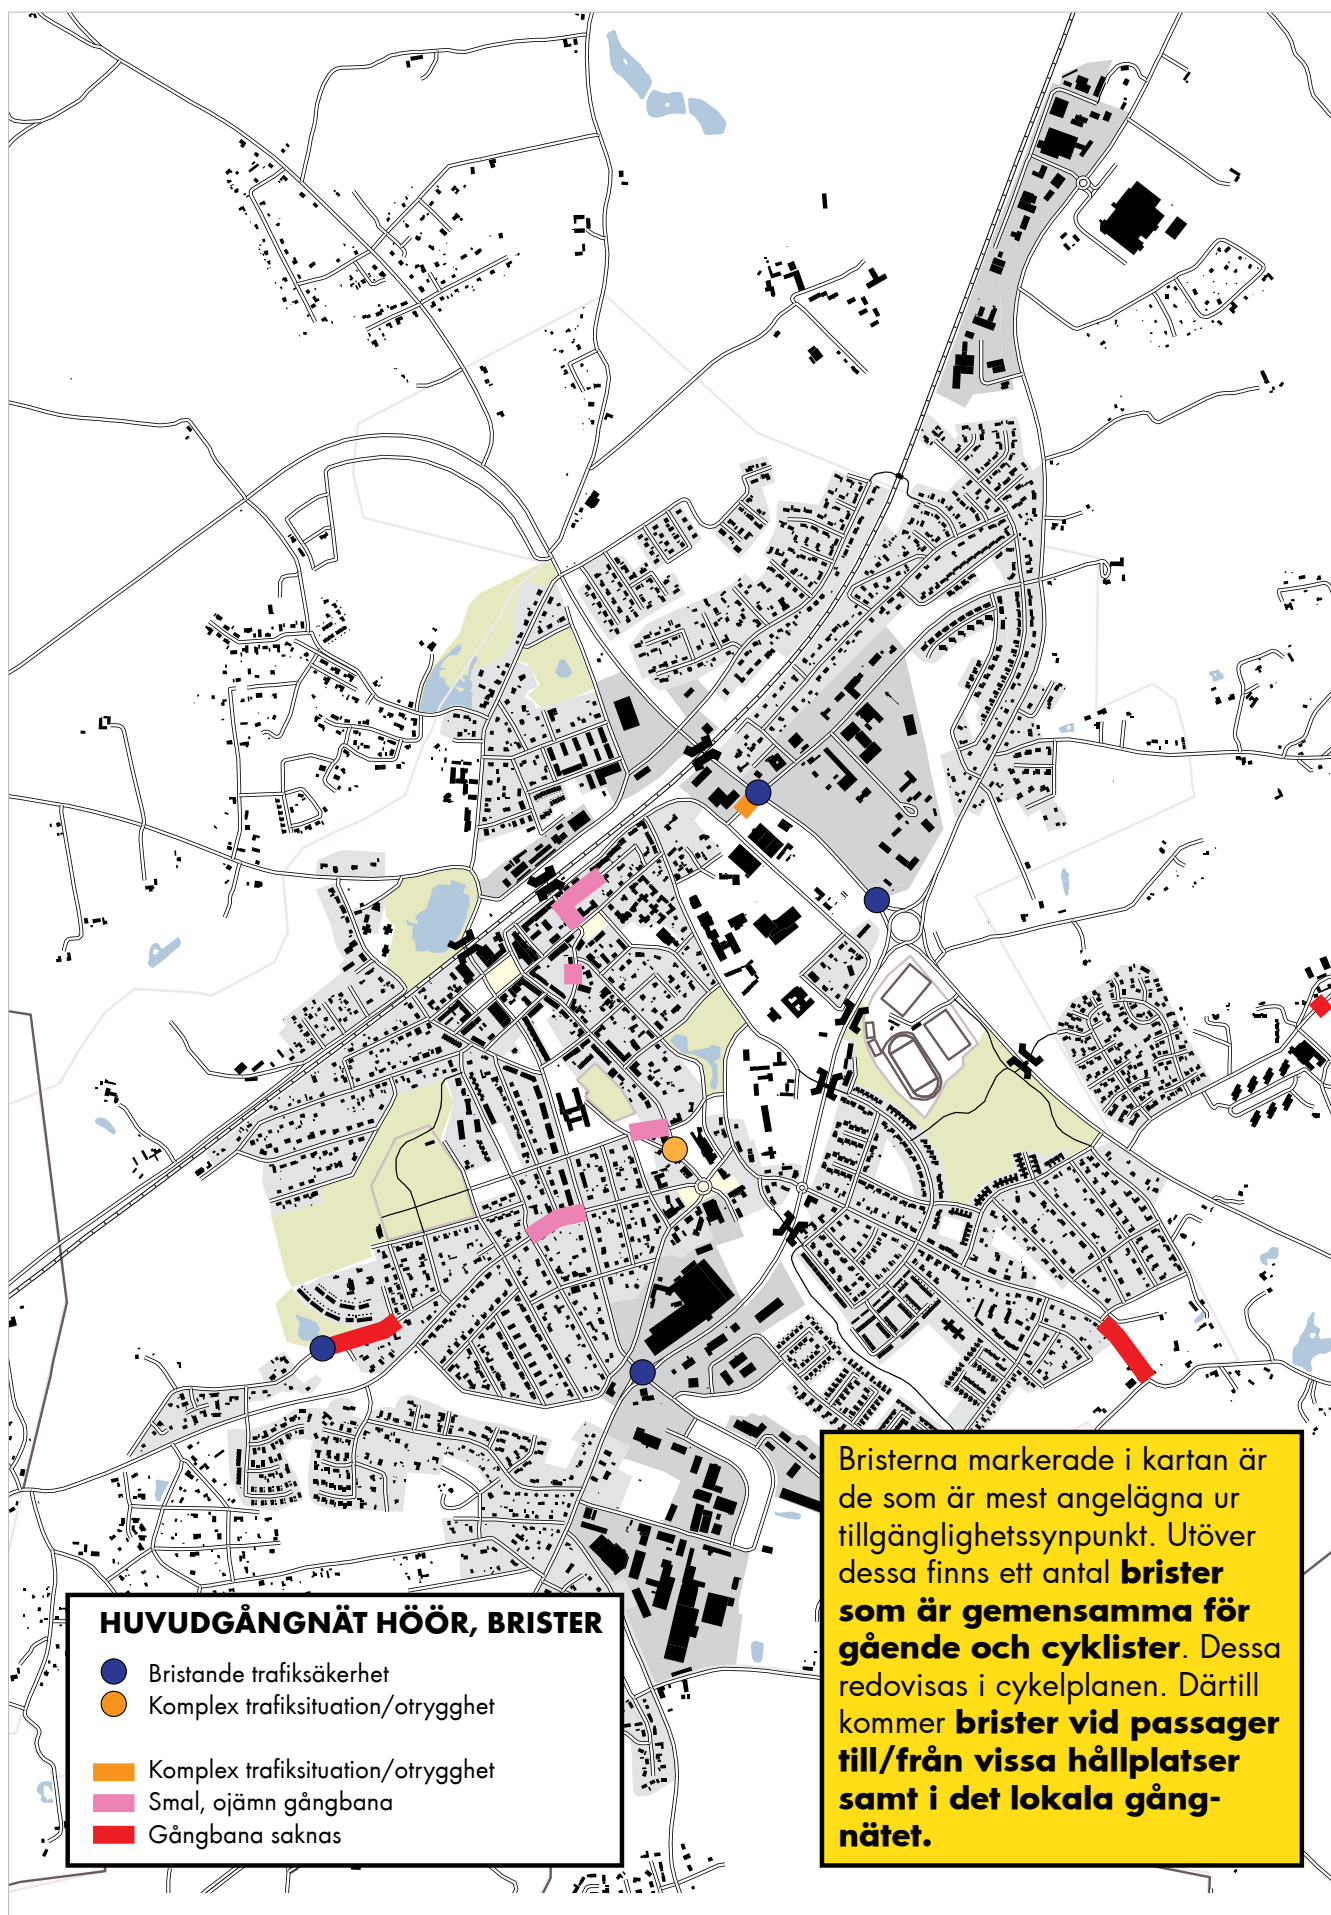 Bristerna markerade i kartan är
de som är mest angelägna ur
tillgänglighetssynpunkt. Utöver
dessa finns ett antal brister
som är gemensamma för
gående och cyklister. Dessa
redovisas i cykelplanen. Därtill
kommer brister vid passager
till/från vissa hållplatser
samt i det lokala gång-
nätet.
HUVUDGÅNGNÄT HÖÖR, BRISTER
Bristande trafiksäkerhet
Komplex trafiksituation/otrygghet
Komplex trafiksituation/otrygghet
Smal, ojämn gångbana
Gångbana saknas